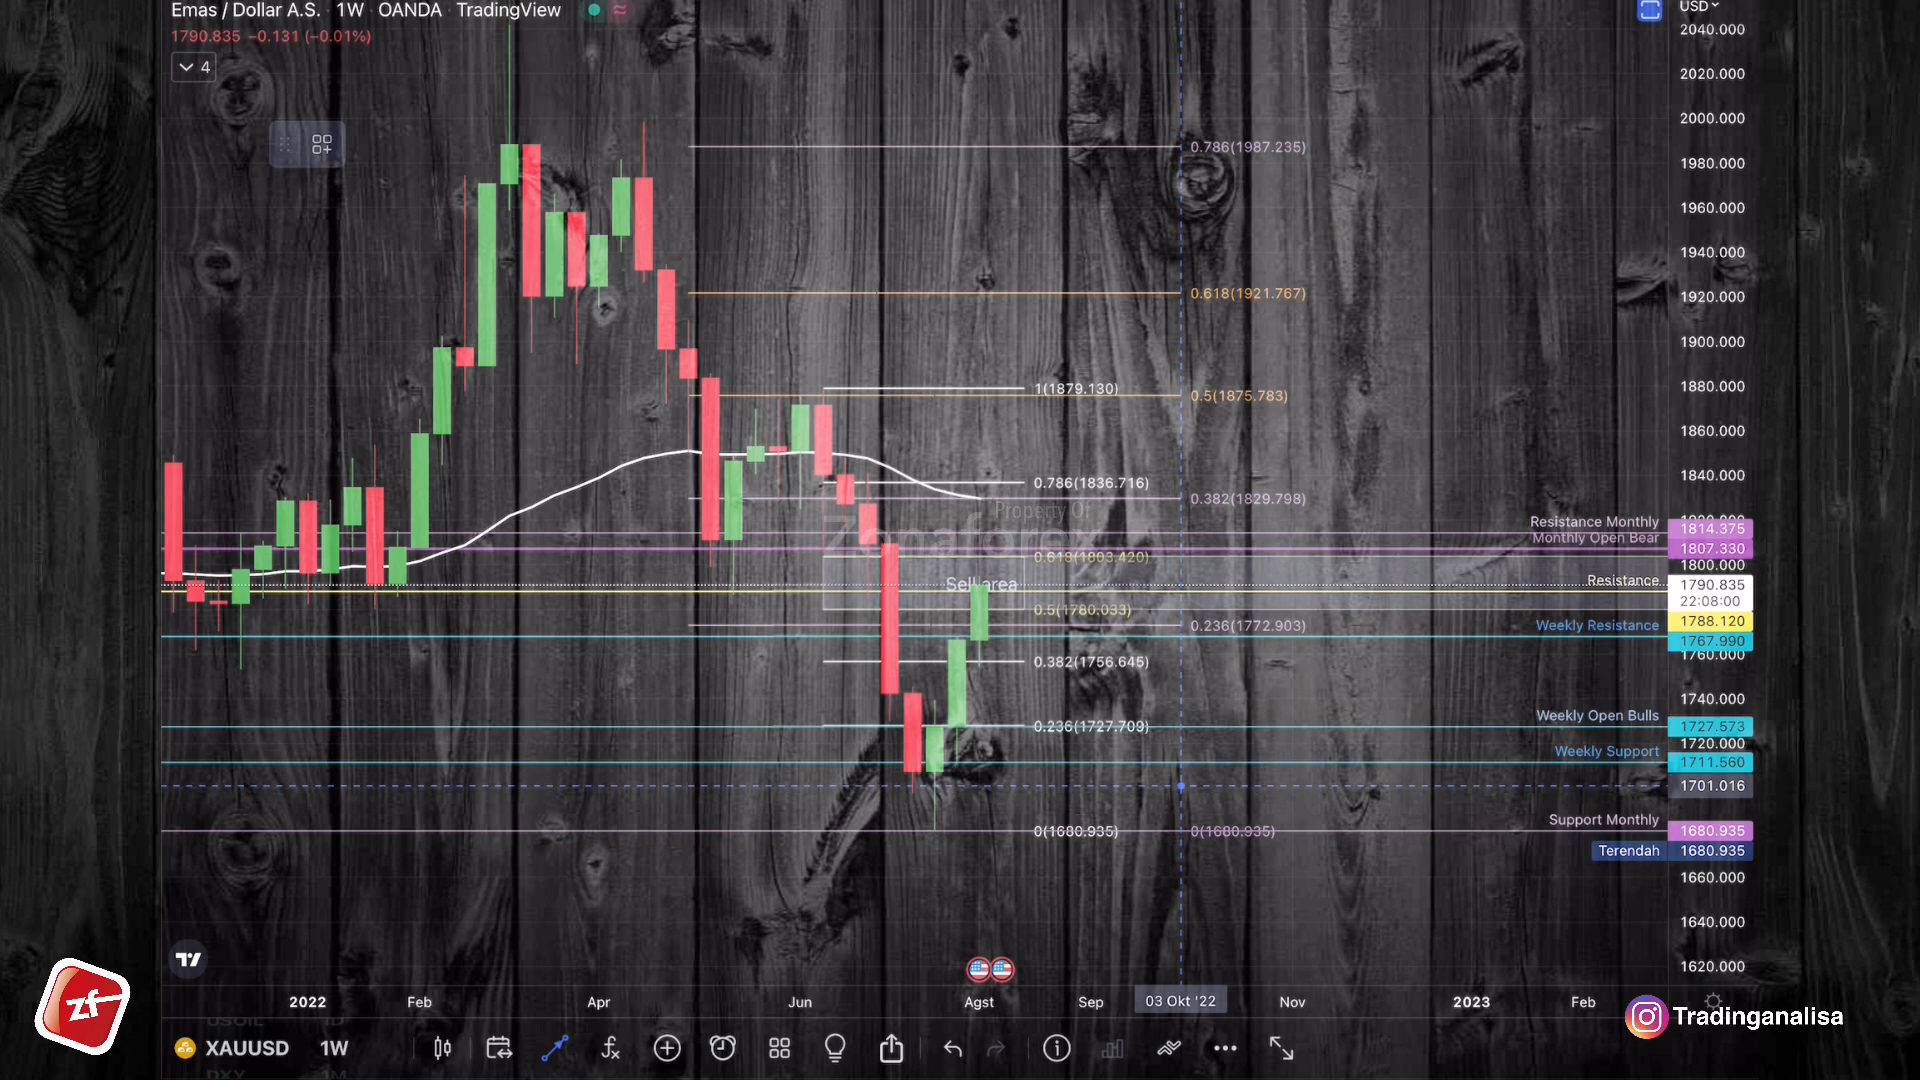 Emas / Dollar A.S. · 1W · OANDA · TradingView
1790.835 −0.131 (−0.01%)
4
USD
2040.000
2020.000
2000.000
1980.000
1960.000
1940.000
1920.000
1900.000
1880.000
1860.000
1840.000
1800.000
1760.000
1740.000
1720.000
1660.000
1640.000
1620.000
0.786(1987.235)
0.618(1921.767)
1(1879.130)
0.5(1875.783)
0.786(1836.716)
0.382(1829.798)
Property Of
Zonaforex
Resistance Monthly 1814.375
Monthly Open Bear 1807.330
0.618(1803.420)
Sell area
Resistance 1790.835
22:08:00
1788.120
0.5(1780.033)
0.236(1772.903)
Weekly Resistance 1767.990
0.382(1756.645)
Weekly Open Bulls 1727.573
0.236(1727.709)
Weekly Support 1711.560
1701.016
Support Monthly 1680.935
0(1680.935)
0(1680.935)
Terendah 1680.935
2022 Feb Apr Jun Agst Sep 03 Okt '22 Nov 2023 Feb
zf
Tradinganalisa
USOIL 1D
XAUUSD 1W
DXY 1M